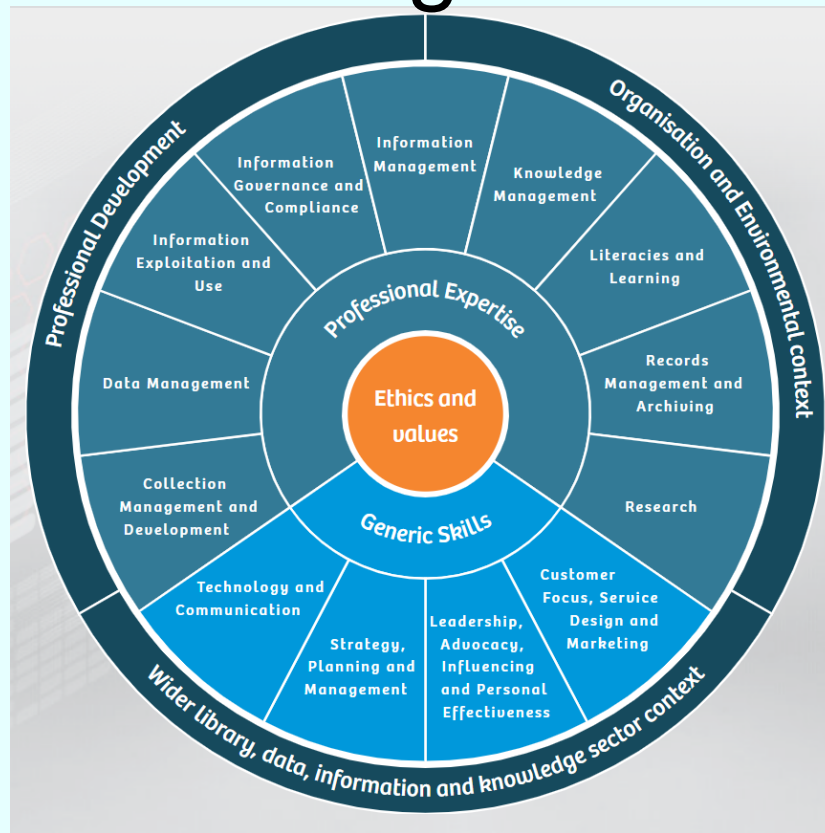 g
Professional Development
Organisation and Environmental context
Wider library, data, information and knowledge sector context
Information
Management
Knowledge
Management
Literacies and
Learning
Records
Management and
Archiving
Research
Customer
Focus, Service
Design and
Marketing
Leadership,
Advocacy,
Influencing
and Personal
Effectiveness
Strategy,
Planning and
Management
Technology and
Communication
Collection
Management and
Development
Data Management
Information
Exploitation and
Use
Information
Governance and
Compliance
Professional Expertise
Ethics and
values
Generic Skills